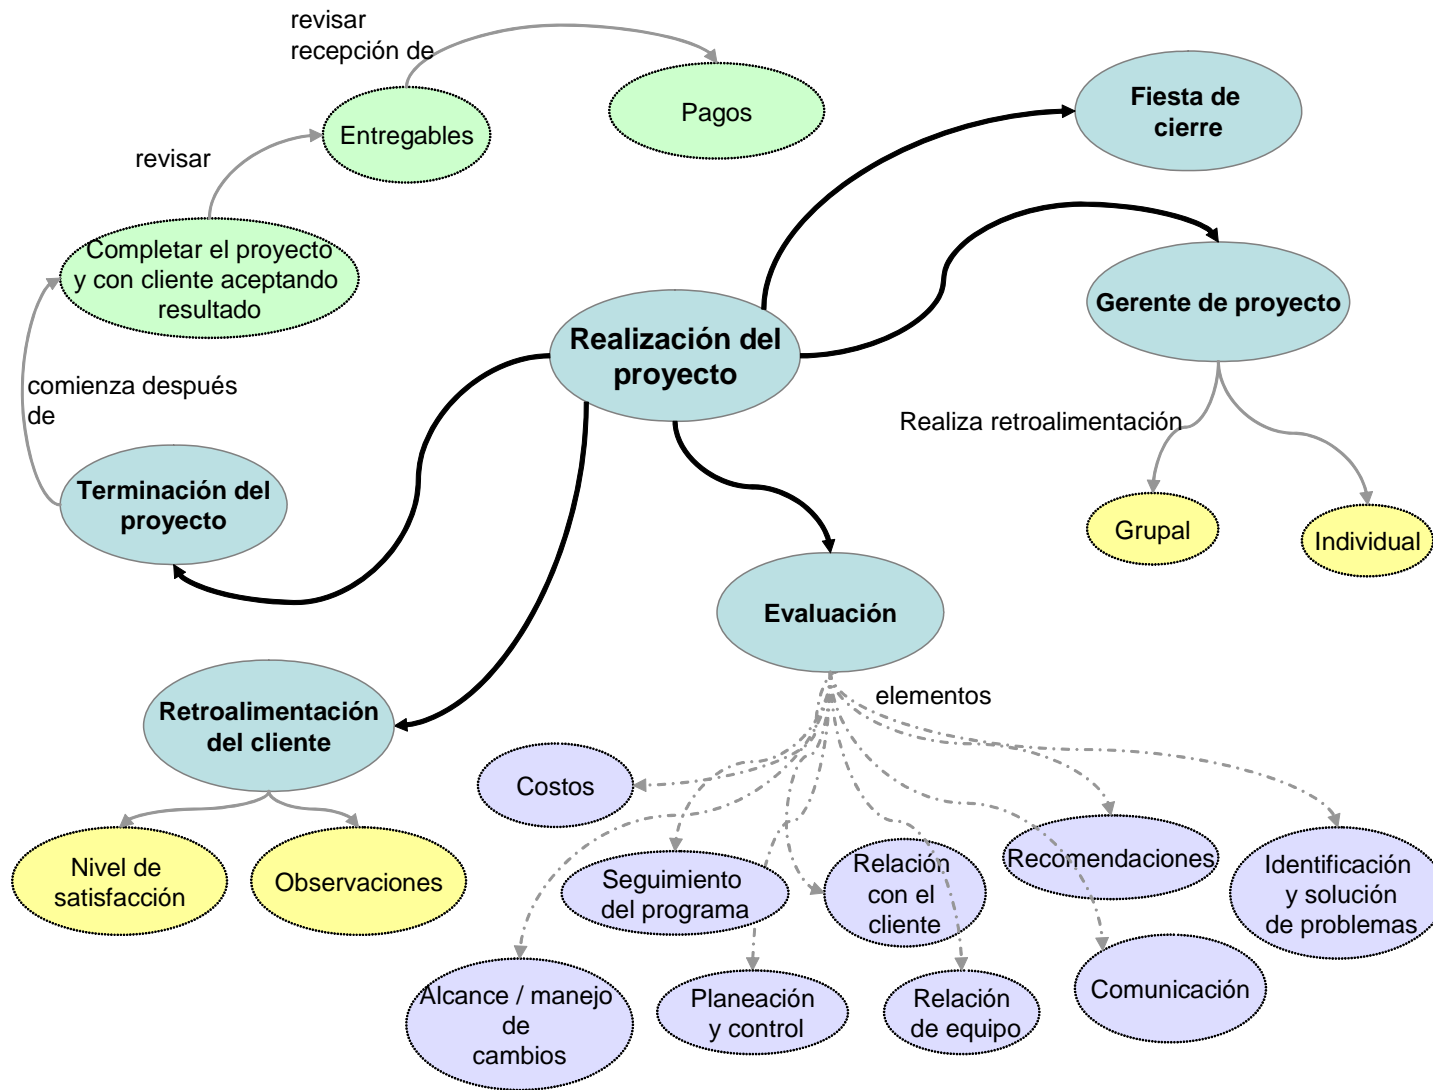 revisar
recepción de
Entregables
Pagos
Fiesta de
cierre
revisar
Completar el proyecto
y con cliente aceptando
resultado
Gerente de proyecto
Realización del
proyecto
comienza después
de
Realiza retroalimentación
Terminación del
proyecto
Grupal
Individual
Evaluación
elementos
Retroalimentación
del cliente
Costos
Nivel de
satisfacción
Observaciones
Seguimiento
del programa
Relación
con el
cliente
Recomendaciones
Identificación
y solución
de problemas
Alcance / manejo
de
cambios
Planeación
y control
Relación
de equipo
Comunicación